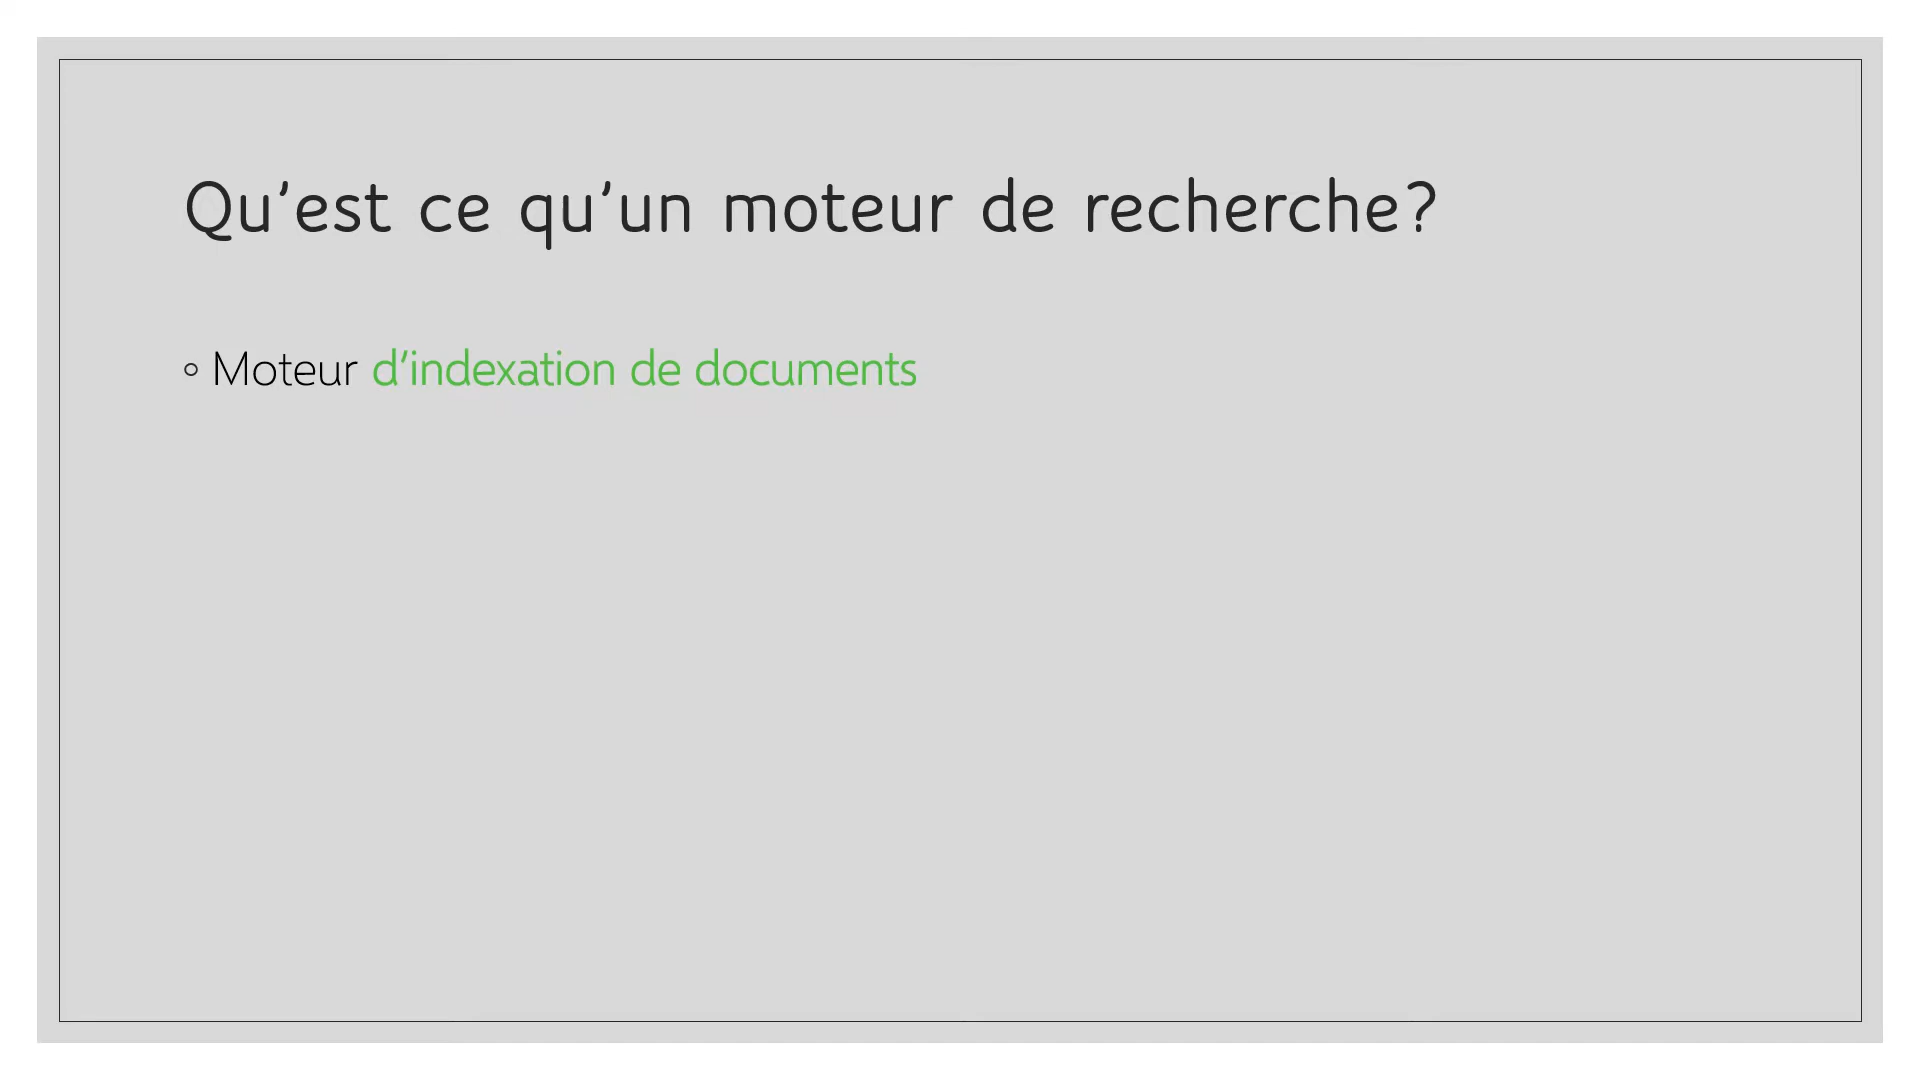 Qu’est ce qu’un moteur de recherche?
◦ Moteur d’indexation de documents